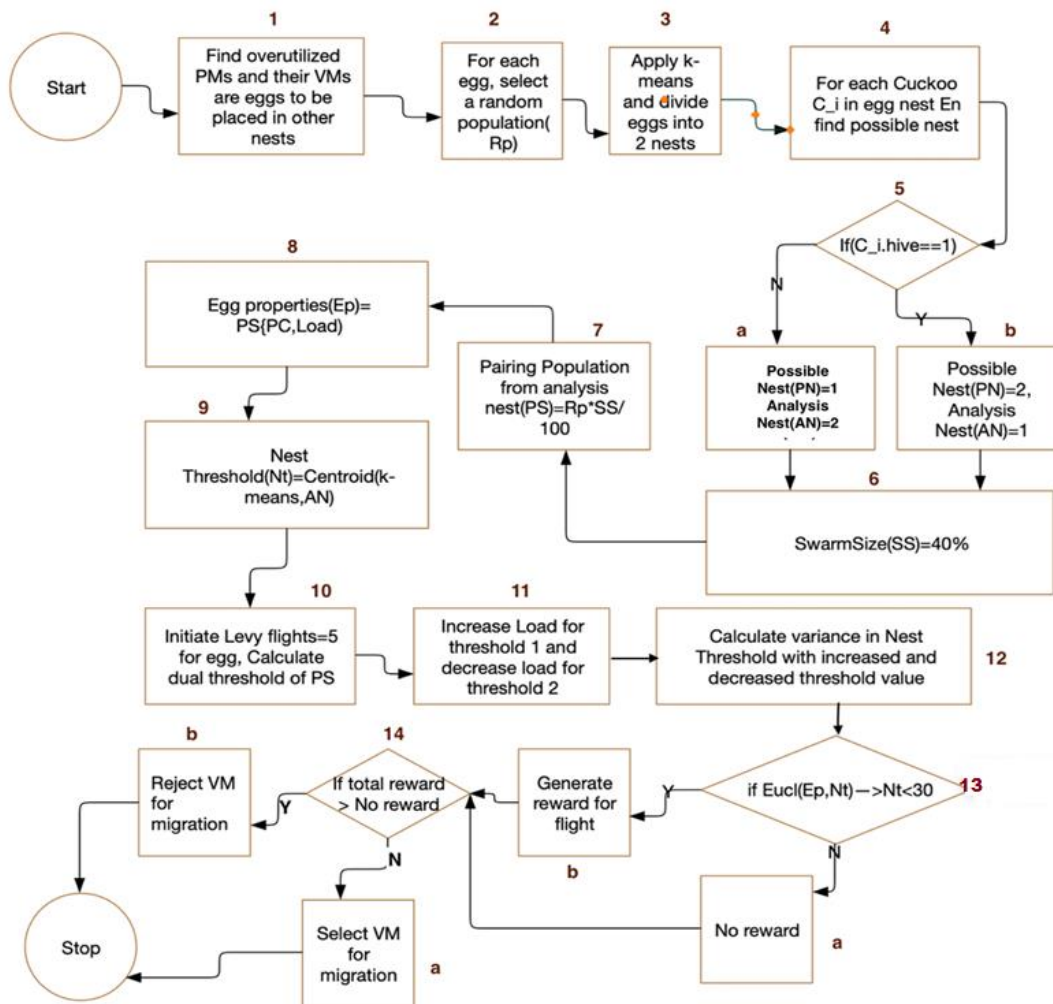 Start
1
Find overutilized
PMs and their VMs
are eggs to be
placed in other
nests
2
For each
egg, select
a random
population(
Rp)
3
Apply k-
means
and divide
eggs into
2 nests
4
For each Cuckoo
C_i in egg nest En
find possible nest
5
If(C_i.hive==1)
N
Y
a
Possible
Nest(PN)=1
Analysis
Nest(AN)=2
b
Possible
Nest(PN)=2,
Analysis
Nest(AN)=1
6
SwarmSize(SS)=40%
7
Pairing Population
from analysis
nest(PS)=Rp*SS/
100
8
Egg properties(Ep)=
PS{PC,Load)
9
Nest
Threshold(Nt)=Centroid(k-
means,AN)
10
Initiate Levy flights=5
for egg, Calculate
dual threshold of PS
11
Increase Load for
threshold 1 and
decrease load for
threshold 2
12
Calculate variance in Nest
Threshold with increased and
decreased threshold value
13
if Eucl(Ep,Nt)—>Nt<30
Y
N
Generate
reward for
flight
b
No reward
a
14
If total reward
> No reward
Y
N
b
Reject VM
for
migration
Select VM
for
migration
a
Stop